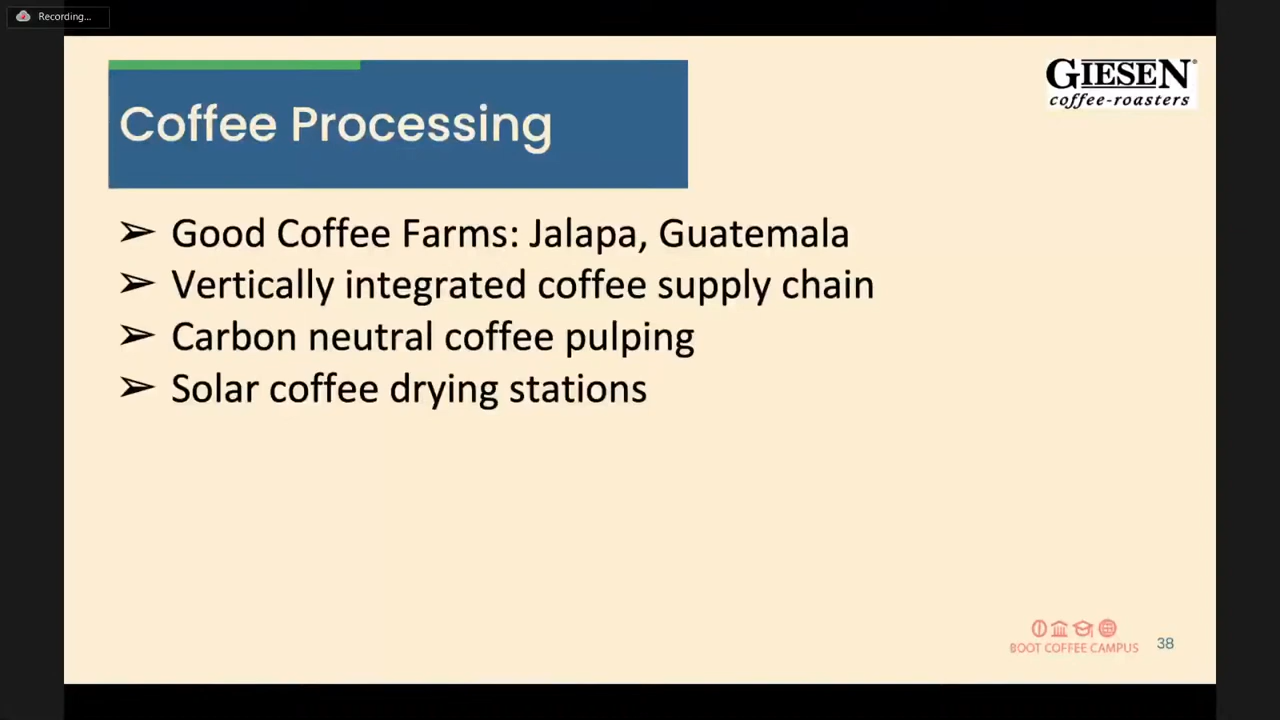 Recording...
GIESEN
coffee-roasters
Coffee Processing
➢ Good Coffee Farms: Jalapa, Guatemala
➢ Vertically integrated coffee supply chain
➢ Carbon neutral coffee pulping
➢ Solar coffee drying stations
BOOT COFFEE CAMPUS
38